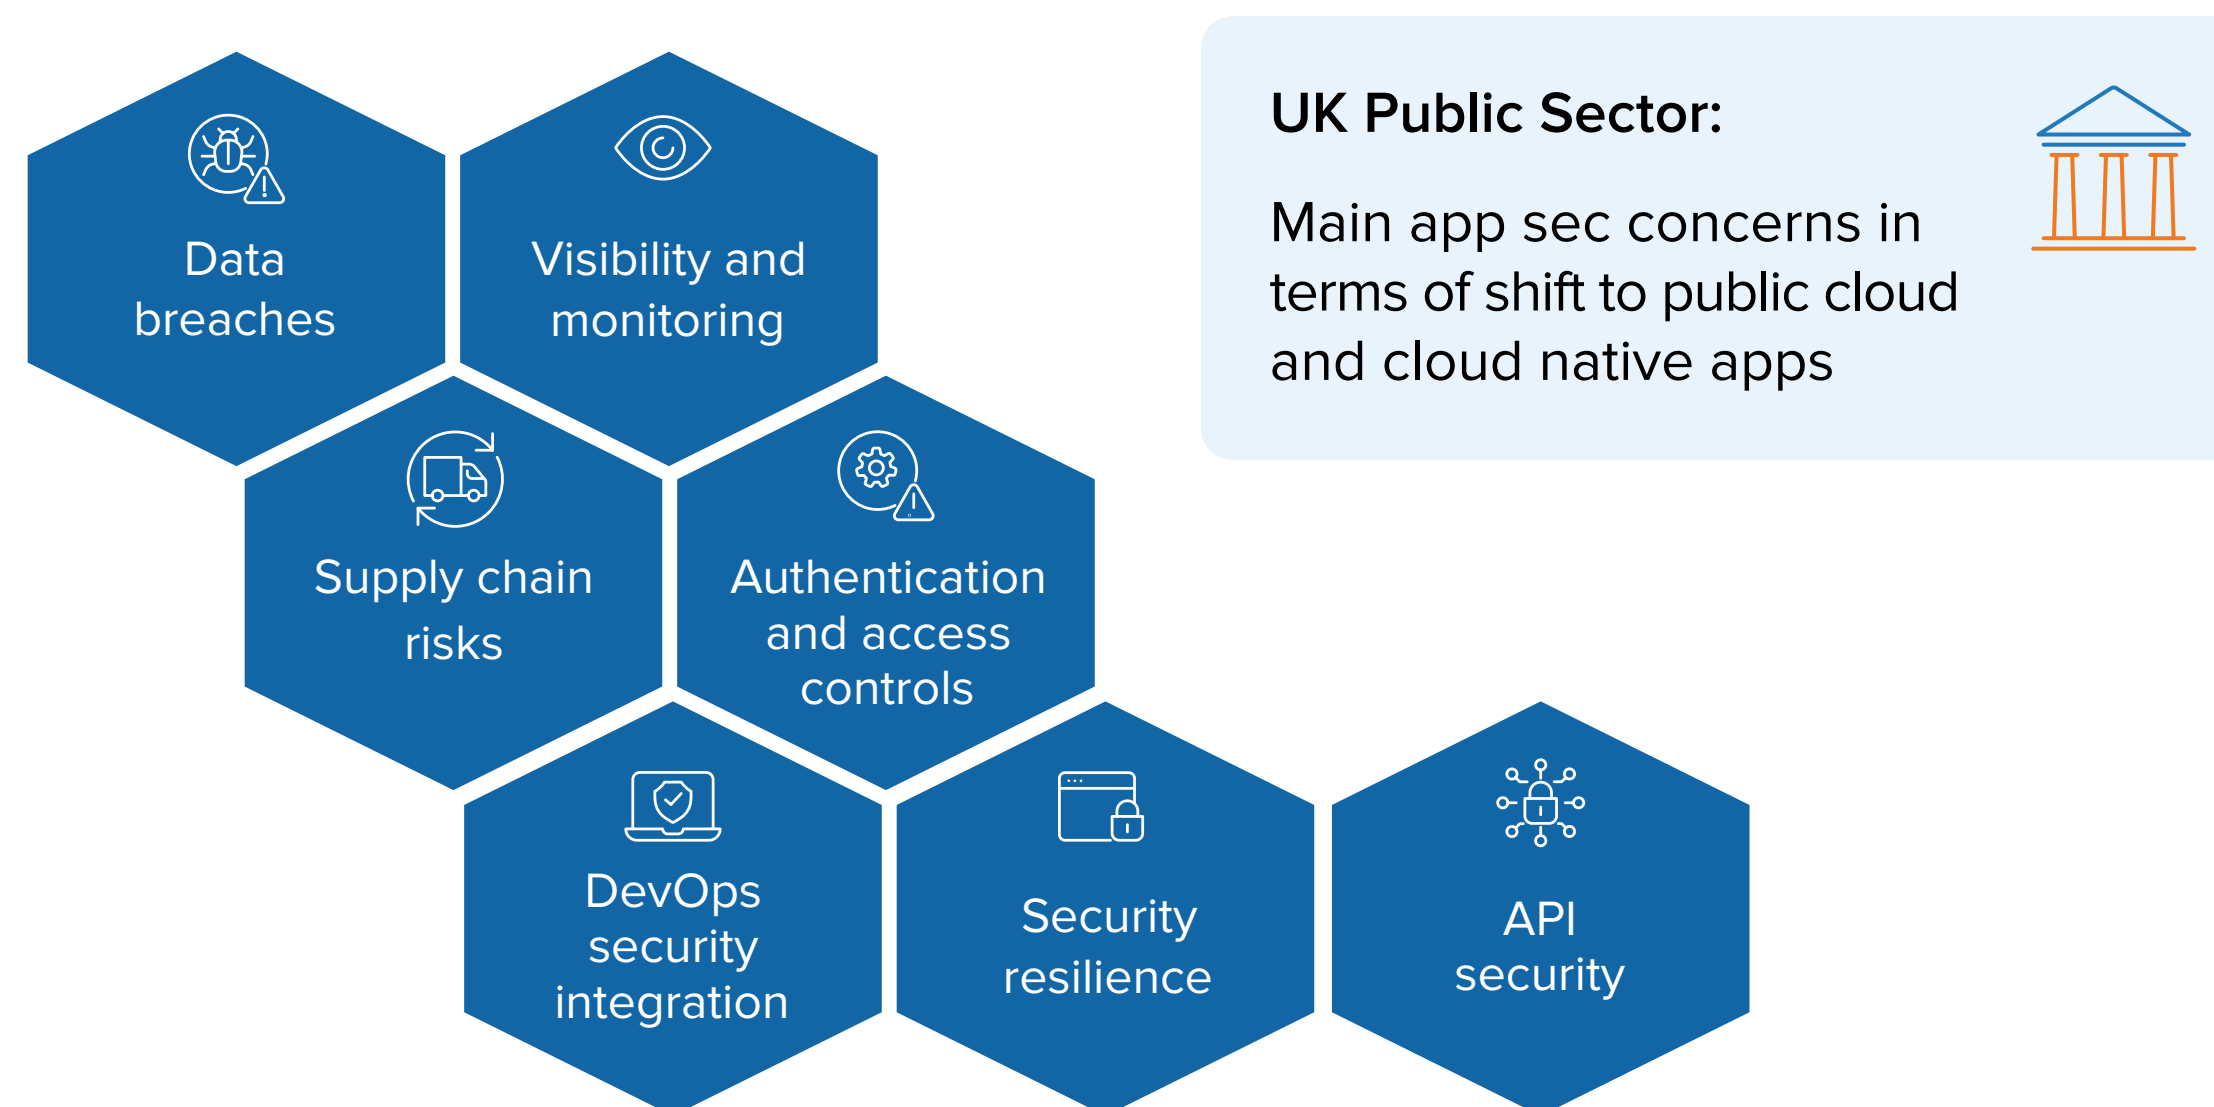 UK Public Sector:
Main app sec concerns in
terms of shift to public cloud
and cloud native apps
Data
breaches
Visibility and
monitoring
Supply chain
risks
Authentication
and access
controls
DevOps
security
integration
Security
resilience
API
security